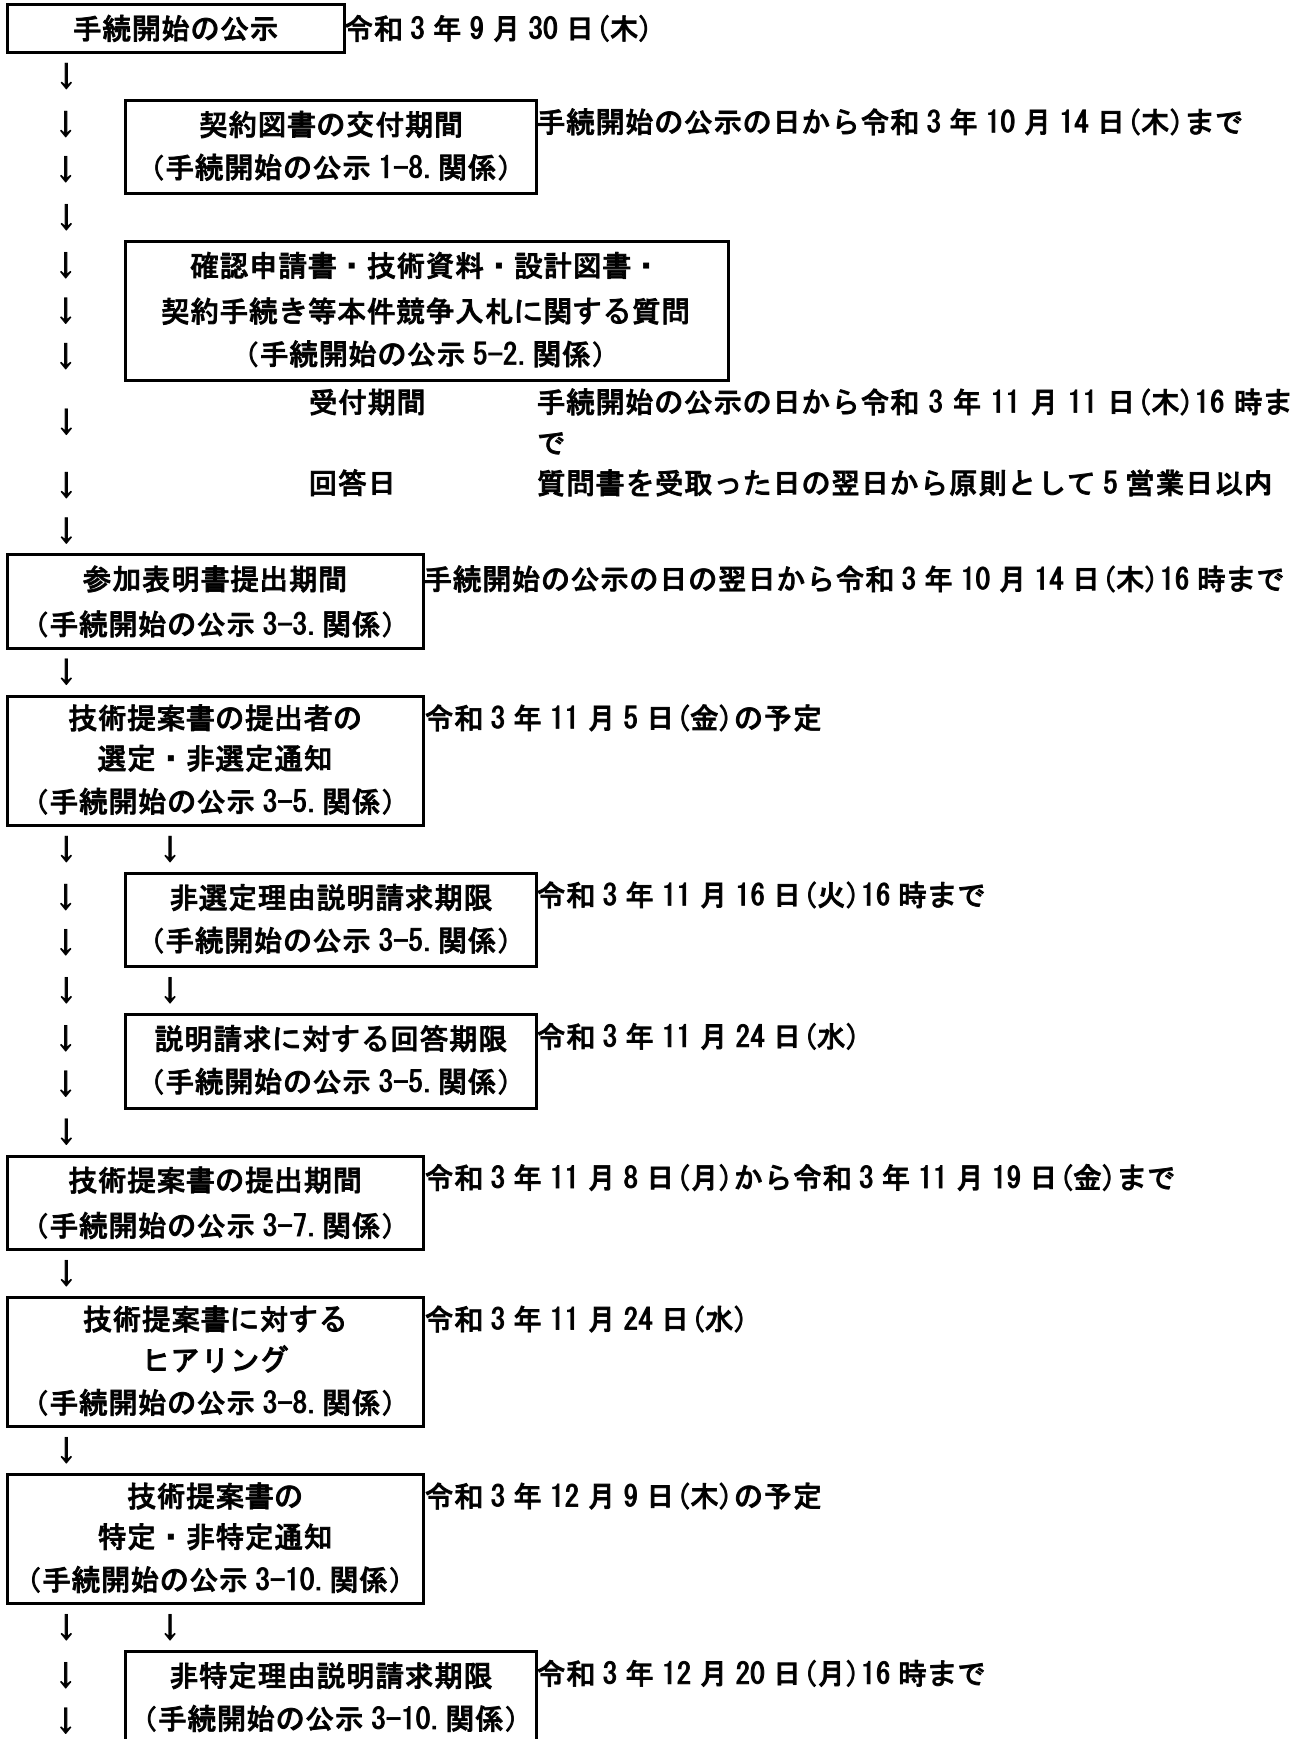 手続開始の公示 令和3年9月30日(木)
↓
↓ 契約図書の交付期間 手続開始の公示の日から令和3年10月14日(木)まで
↓ (手続開始の公示1-8.関係)
↓
↓ 確認申請書・技術資料・設計図書・
↓ 契約手続き等本件競争入札に関する質問
↓ (手続開始の公示5-2.関係)
↓ 受付期間 手続開始の公示の日から令和3年11月11日(木)16時ま
で
↓ 回答日 質問書を受取った日の翌日から原則として5営業日以内
↓
参加表明書提出期間 手続開始の公示の日の翌日から令和3年10月14日(木)16時まで
(手続開始の公示3-3.関係)
↓
技術提案書の提出者の 令和3年11月5日(金)の予定
選定・非選定通知
(手続開始の公示3-5.関係)
↓ ↓
↓ 非選定理由説明請求期限 令和3年11月16日(火)16時まで
↓ (手続開始の公示3-5.関係)
↓ ↓
↓ 説明請求に対する回答期限 令和3年11月24日(水)
↓ (手続開始の公示3-5.関係)
↓
技術提案書の提出期間 令和3年11月8日(月)から令和3年11月19日(金)まで
(手続開始の公示3-7.関係)
↓
技術提案書に対する 令和3年11月24日(水)
ヒアリング
(手続開始の公示3-8.関係)
↓
技術提案書の 令和3年12月9日(木)の予定
特定・非特定通知
(手続開始の公示3-10.関係)
↓ ↓
↓ 非特定理由説明請求期限 令和3年12月20日(月)16時まで
↓ (手続開始の公示3-10.関係)